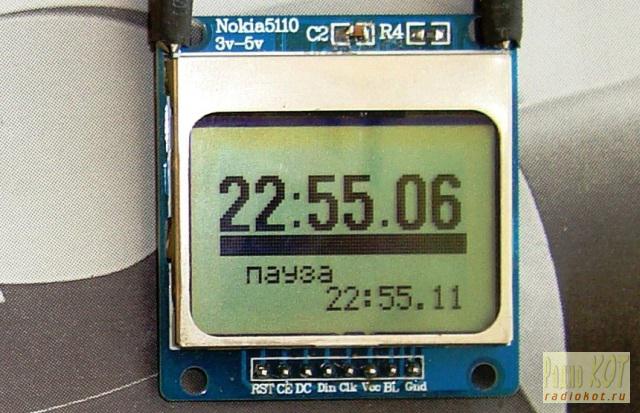 Nokia5110
3v-5v
C2 R4
22:55.06
пауза
22:55.11
RST CE DC Din Clk Vcc BL Gnd
Радио КОТ
radiokot.ru